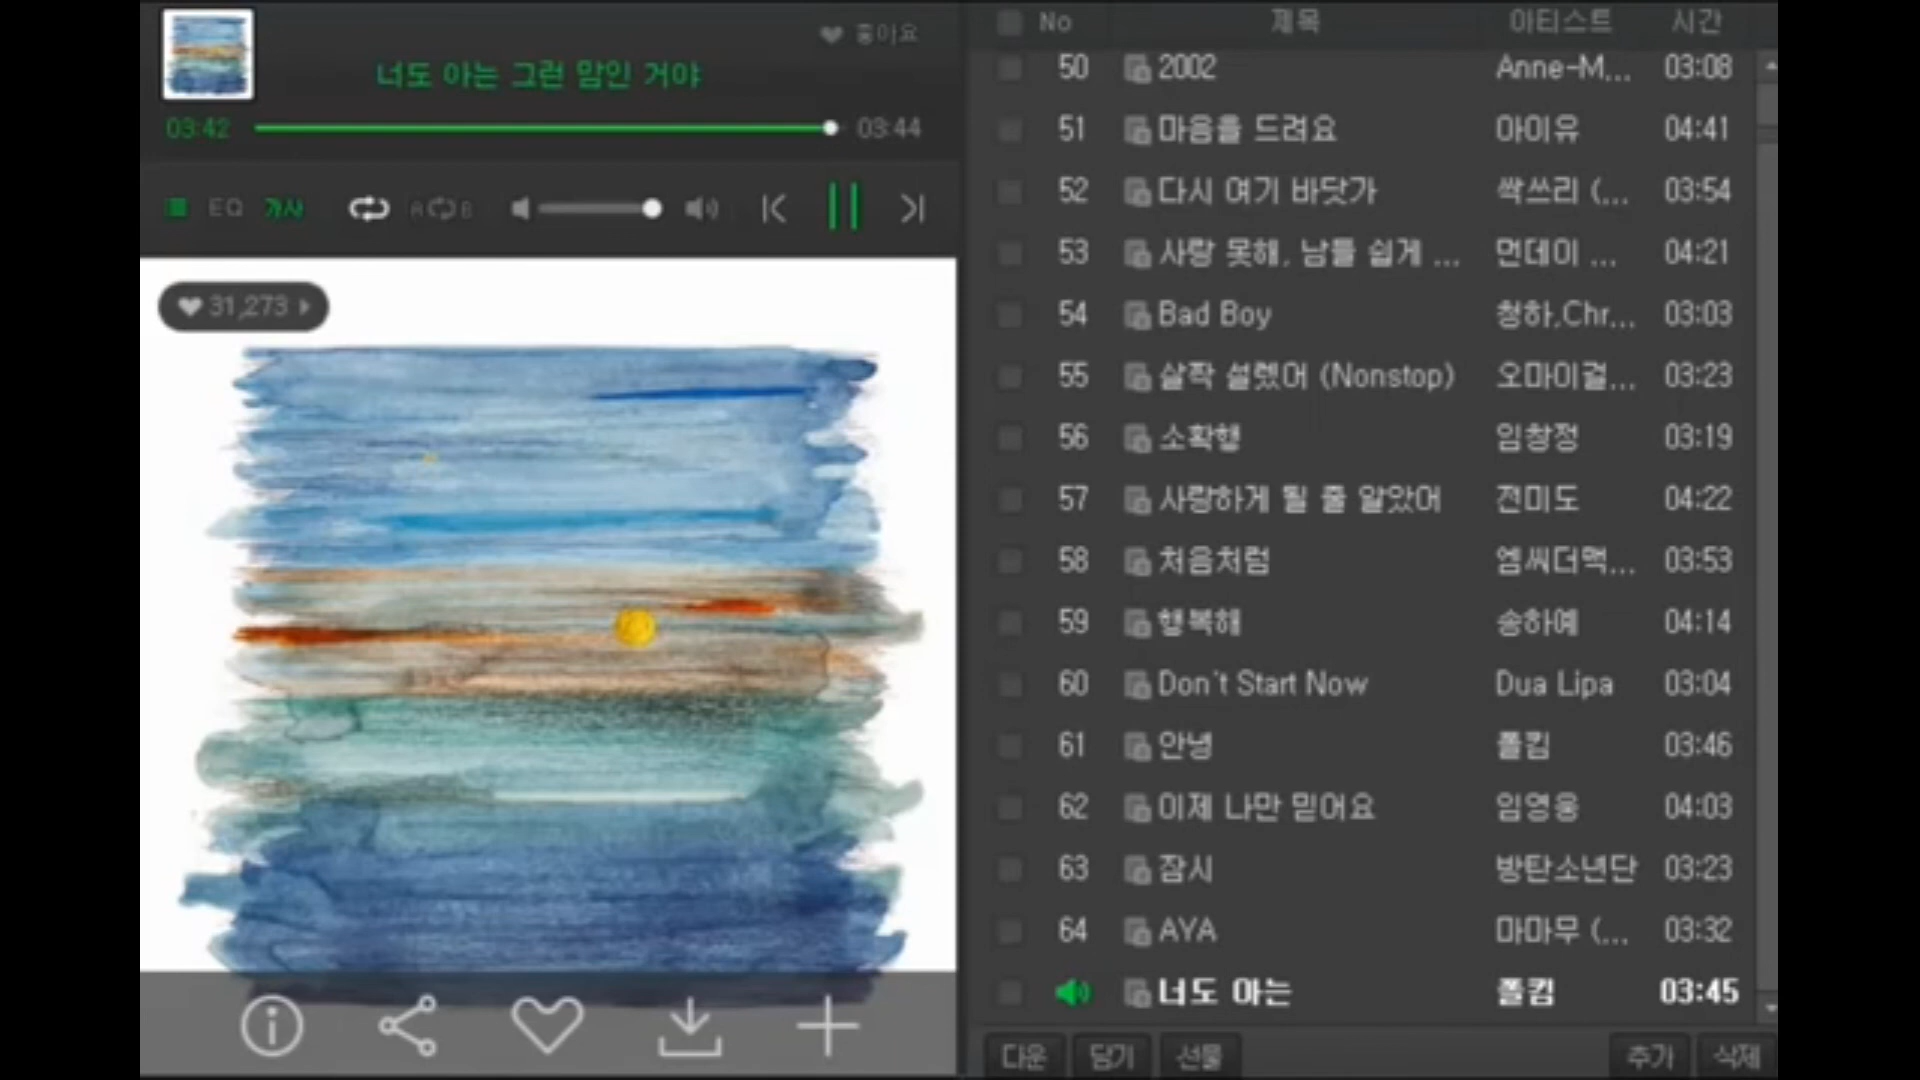 좋아요
너도 아는 그런 맘인 거야
03:42 03:44
EQ 가사 A B
31,273
No 제목 아티스트 시간
50 2002 Anne-M... 03:08
51 마음을 드려요 아이유 04:41
52 다시 여기 바닷가 싹쓰리 (... 03:54
53 사랑 못해, 남들 쉽게 ... 먼데이 ... 04:21
54 Bad Boy 청하,Chr... 03:03
55 살짝 설렜어 (Nonstop) 오마이걸... 03:23
56 소확행 임창정 03:19
57 사랑하게 될 줄 알았어 전미도 04:22
58 처음처럼 엠씨더맥... 03:53
59 행복해 송하예 04:14
60 Don't Start Now Dua Lipa 03:04
61 안녕 폴킴 03:46
62 이제 나만 믿어요 임영웅 04:03
63 잠시 방탄소년단 03:23
64 AYA 마마무 (... 03:32
너도 아는 폴킴 03:45
다운 담기 선물 추가 삭제